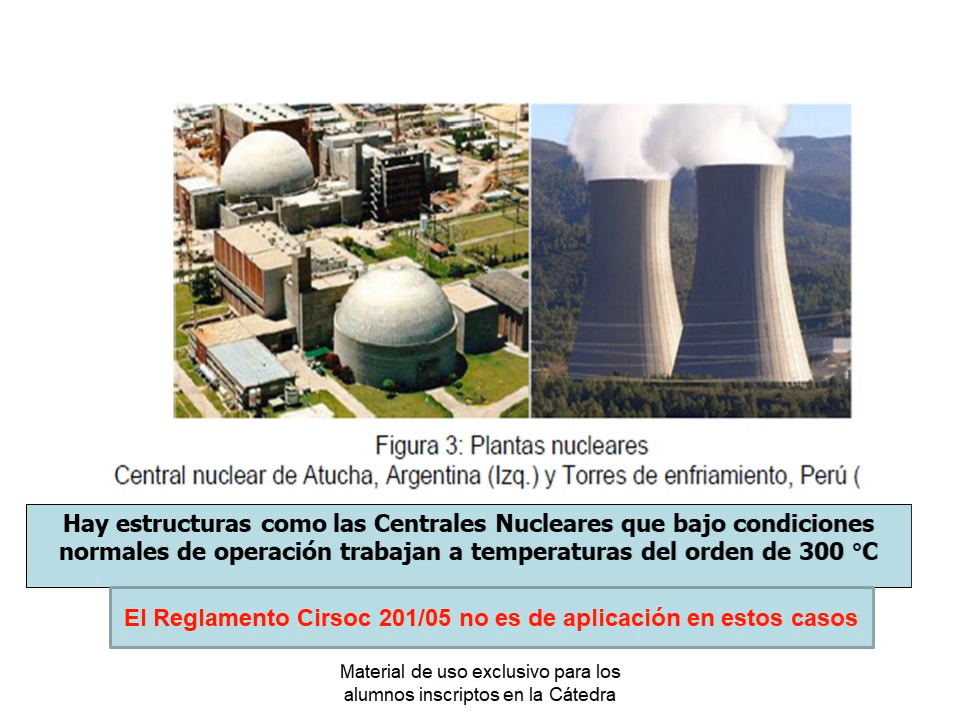 Figura 3: Plantas nucleares
Central nuclear de Atucha, Argentina (Izq.) y Torres de enfriamiento, Perú (
Hay estructuras como las Centrales Nucleares que bajo condiciones
normales de operación trabajan a temperaturas del orden de 300 °C
El Reglamento Cirsoc 201/05 no es de aplicación en estos casos
Material de uso exclusivo para los
alumnos inscriptos en la Cátedra